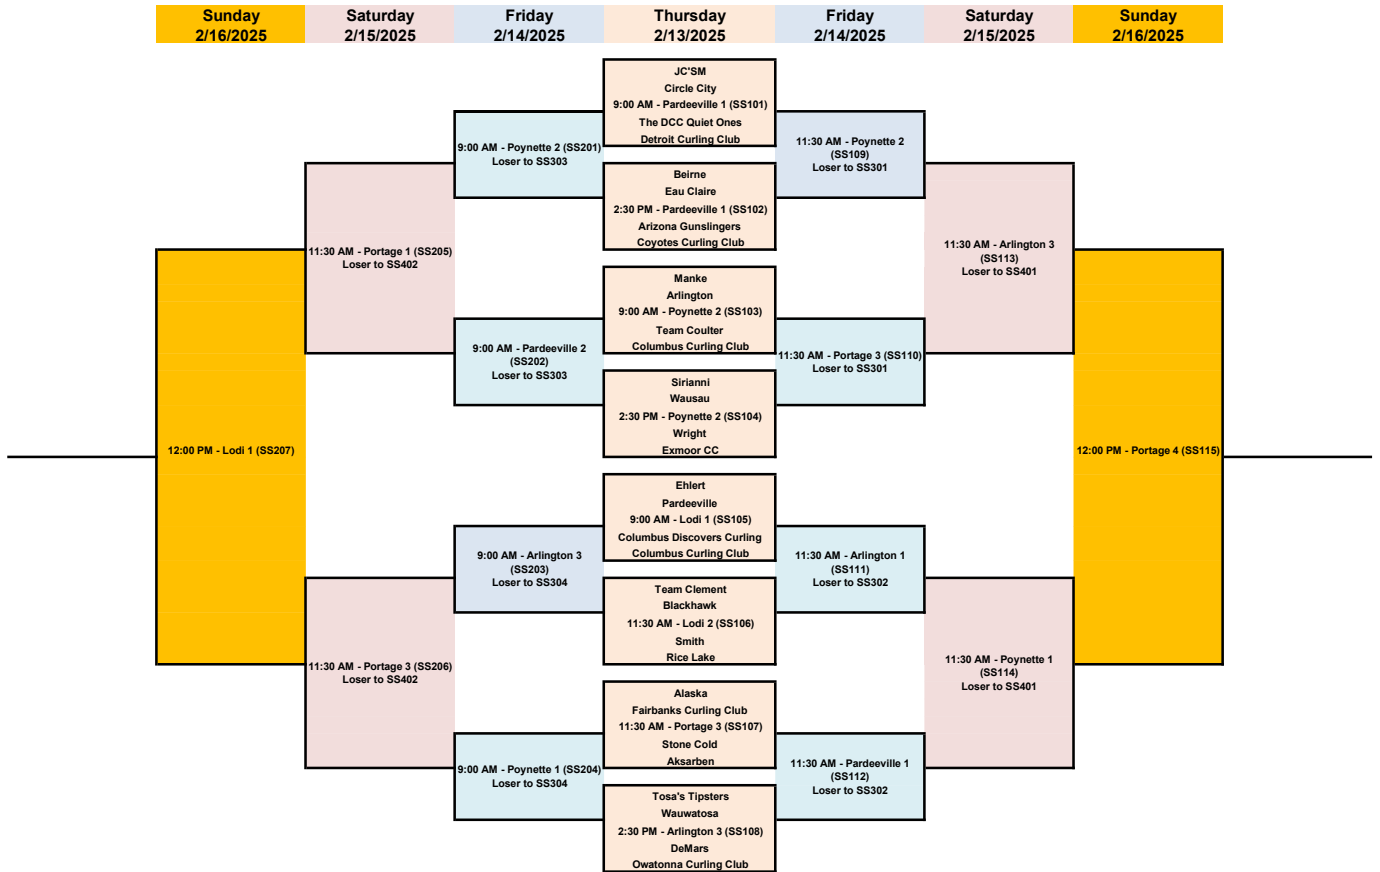 Sunday
2/16/2025
Saturday
2/15/2025
Friday
2/14/2025
Thursday
2/13/2025
Friday
2/14/2025
Saturday
2/15/2025
Sunday
2/16/2025
12:00 PM - Lodi 1 (SS207)
11:30 AM - Portage 1 (SS205)
Loser to SS402
11:30 AM - Portage 3 (SS206)
Loser to SS402
9:00 AM - Poynette 2 (SS201)
Loser to SS303
9:00 AM - Pardeeville 2
(SS202)
Loser to SS303
9:00 AM - Arlington 3
(SS203)
Loser to SS304
9:00 AM - Poynette 1 (SS204)
Loser to SS304
JC'SM
Circle City
9:00 AM - Pardeeville 1 (SS101)
The DCC Quiet Ones
Detroit Curling Club
Beirne
Eau Claire
2:30 PM - Pardeeville 1 (SS102)
Arizona Gunslingers
Coyotes Curling Club
Manke
Arlington
9:00 AM - Poynette 2 (SS103)
Team Coulter
Columbus Curling Club
Sirianni
Wausau
2:30 PM - Poynette 2 (SS104)
Wright
Exmoor CC
Ehlert
Pardeeville
9:00 AM - Lodi 1 (SS105)
Columbus Discovers Curling
Columbus Curling Club
Team Clement
Blackhawk
11:30 AM - Lodi 2 (SS106)
Smith
Rice Lake
Alaska
Fairbanks Curling Club
11:30 AM - Portage 3 (SS107)
Stone Cold
Aksarben
Tosa's Tipsters
Wauwatosa
2:30 PM - Arlington 3 (SS108)
DeMars
Owatonna Curling Club
11:30 AM - Poynette 2
(SS109)
Loser to SS301
11:30 AM - Portage 3 (SS110)
Loser to SS301
11:30 AM - Arlington 1
(SS111)
Loser to SS302
11:30 AM - Pardeeville 1
(SS112)
Loser to SS302
11:30 AM - Arlington 3
(SS113)
Loser to SS401
11:30 AM - Poynette 1
(SS114)
Loser to SS401
12:00 PM - Portage 4 (SS115)